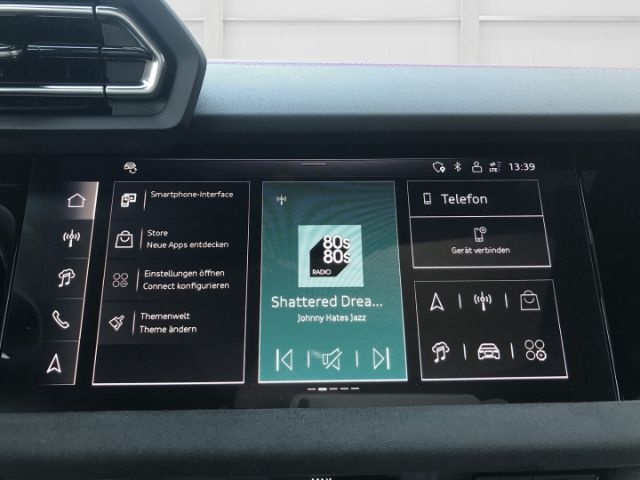 13:39
Smartphone-Interface
Store
Neue Apps entdecken
Einstellungen öffnen
Connect konfigurieren
Themenwelt
Theme ändern
80s
80s
RADIO
Shattered Drea...
Johnny Hates Jazz
Telefon
Gerät verbinden
MAX